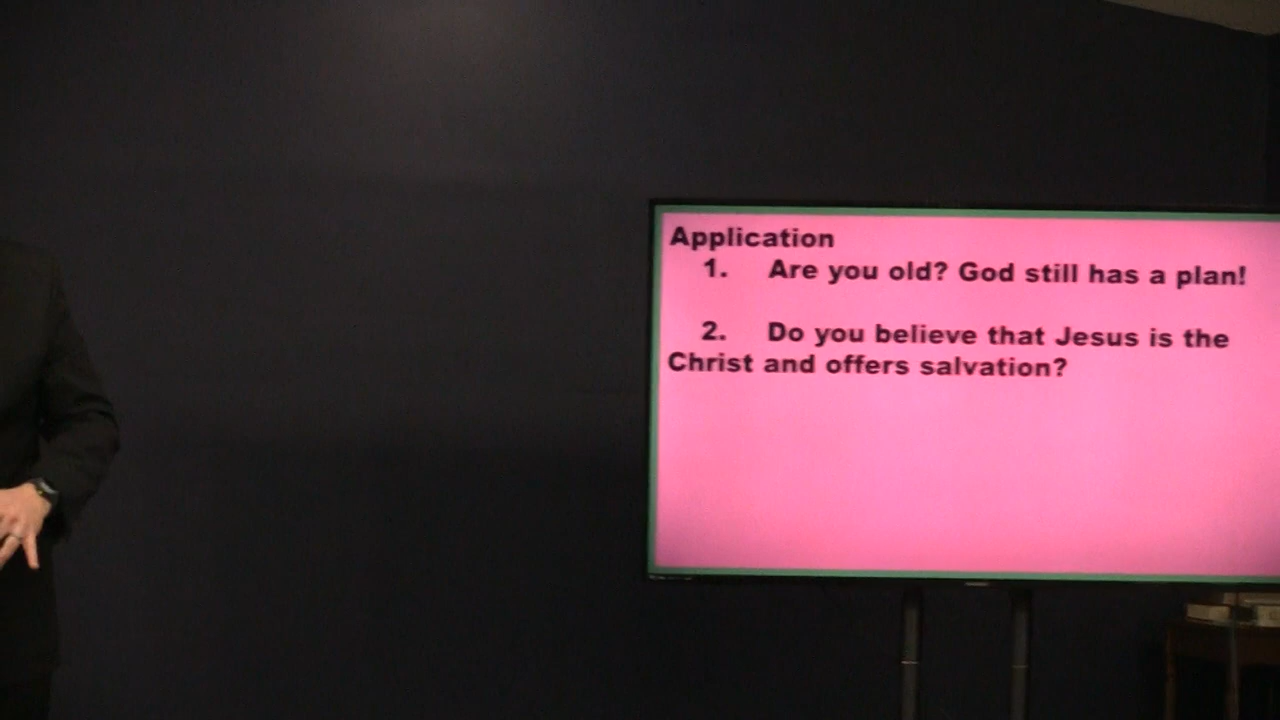 Application
1. Are you old? God still has a plan!
2. Do you believe that Jesus is the
Christ and offers salvation?